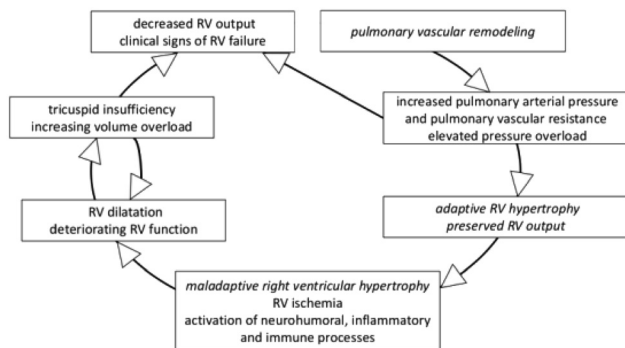 decreased RV output
clinical signs of RV failure
pulmonary vascular remodeling
tricuspid insufficiency
increasing volume overload
increased pulmonary arterial pressure
and pulmonary vascular resistance
elevated pressure overload
RV dilatation
deteriorating RV function
adaptive RV hypertrophy
preserved RV output
maladaptive right ventricular hypertrophy
RV ischemia
activation of neurohumoral, inflammatory
and immune processes